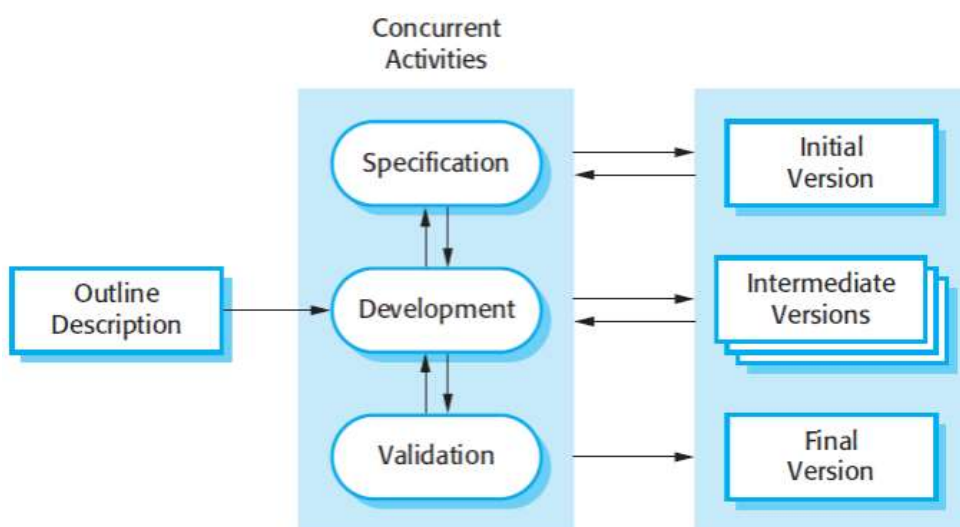 Concurrent
Activities
Specification
Initial
Version
Outline
Description
Development
Intermediate
Versions
Validation
Final
Version